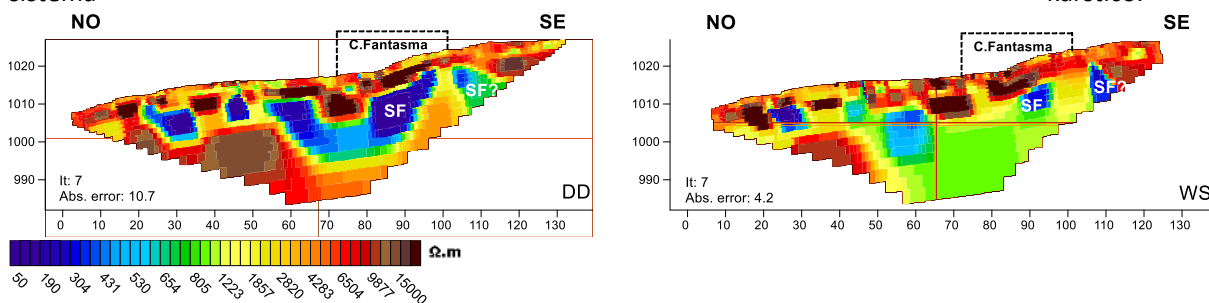 sistema
NO
SE
C.Fantasma
1020
1010
1000
990
SF
SF?
It: 7
Abs. error: 10.7
DD
0 10 20 30 40 50 60 70 80 90 100 110 120 130
50 190 304 431 530 654 805 1223 1857 2820 4283 6504 9877 15000
Ω.m
NO
SE
C.Fantasma
1020
1010
1000
990
SF
SF?
It: 7
Abs. error: 4.2
WS
0 10 20 30 40 50 60 70 80 90 100 110 120 130